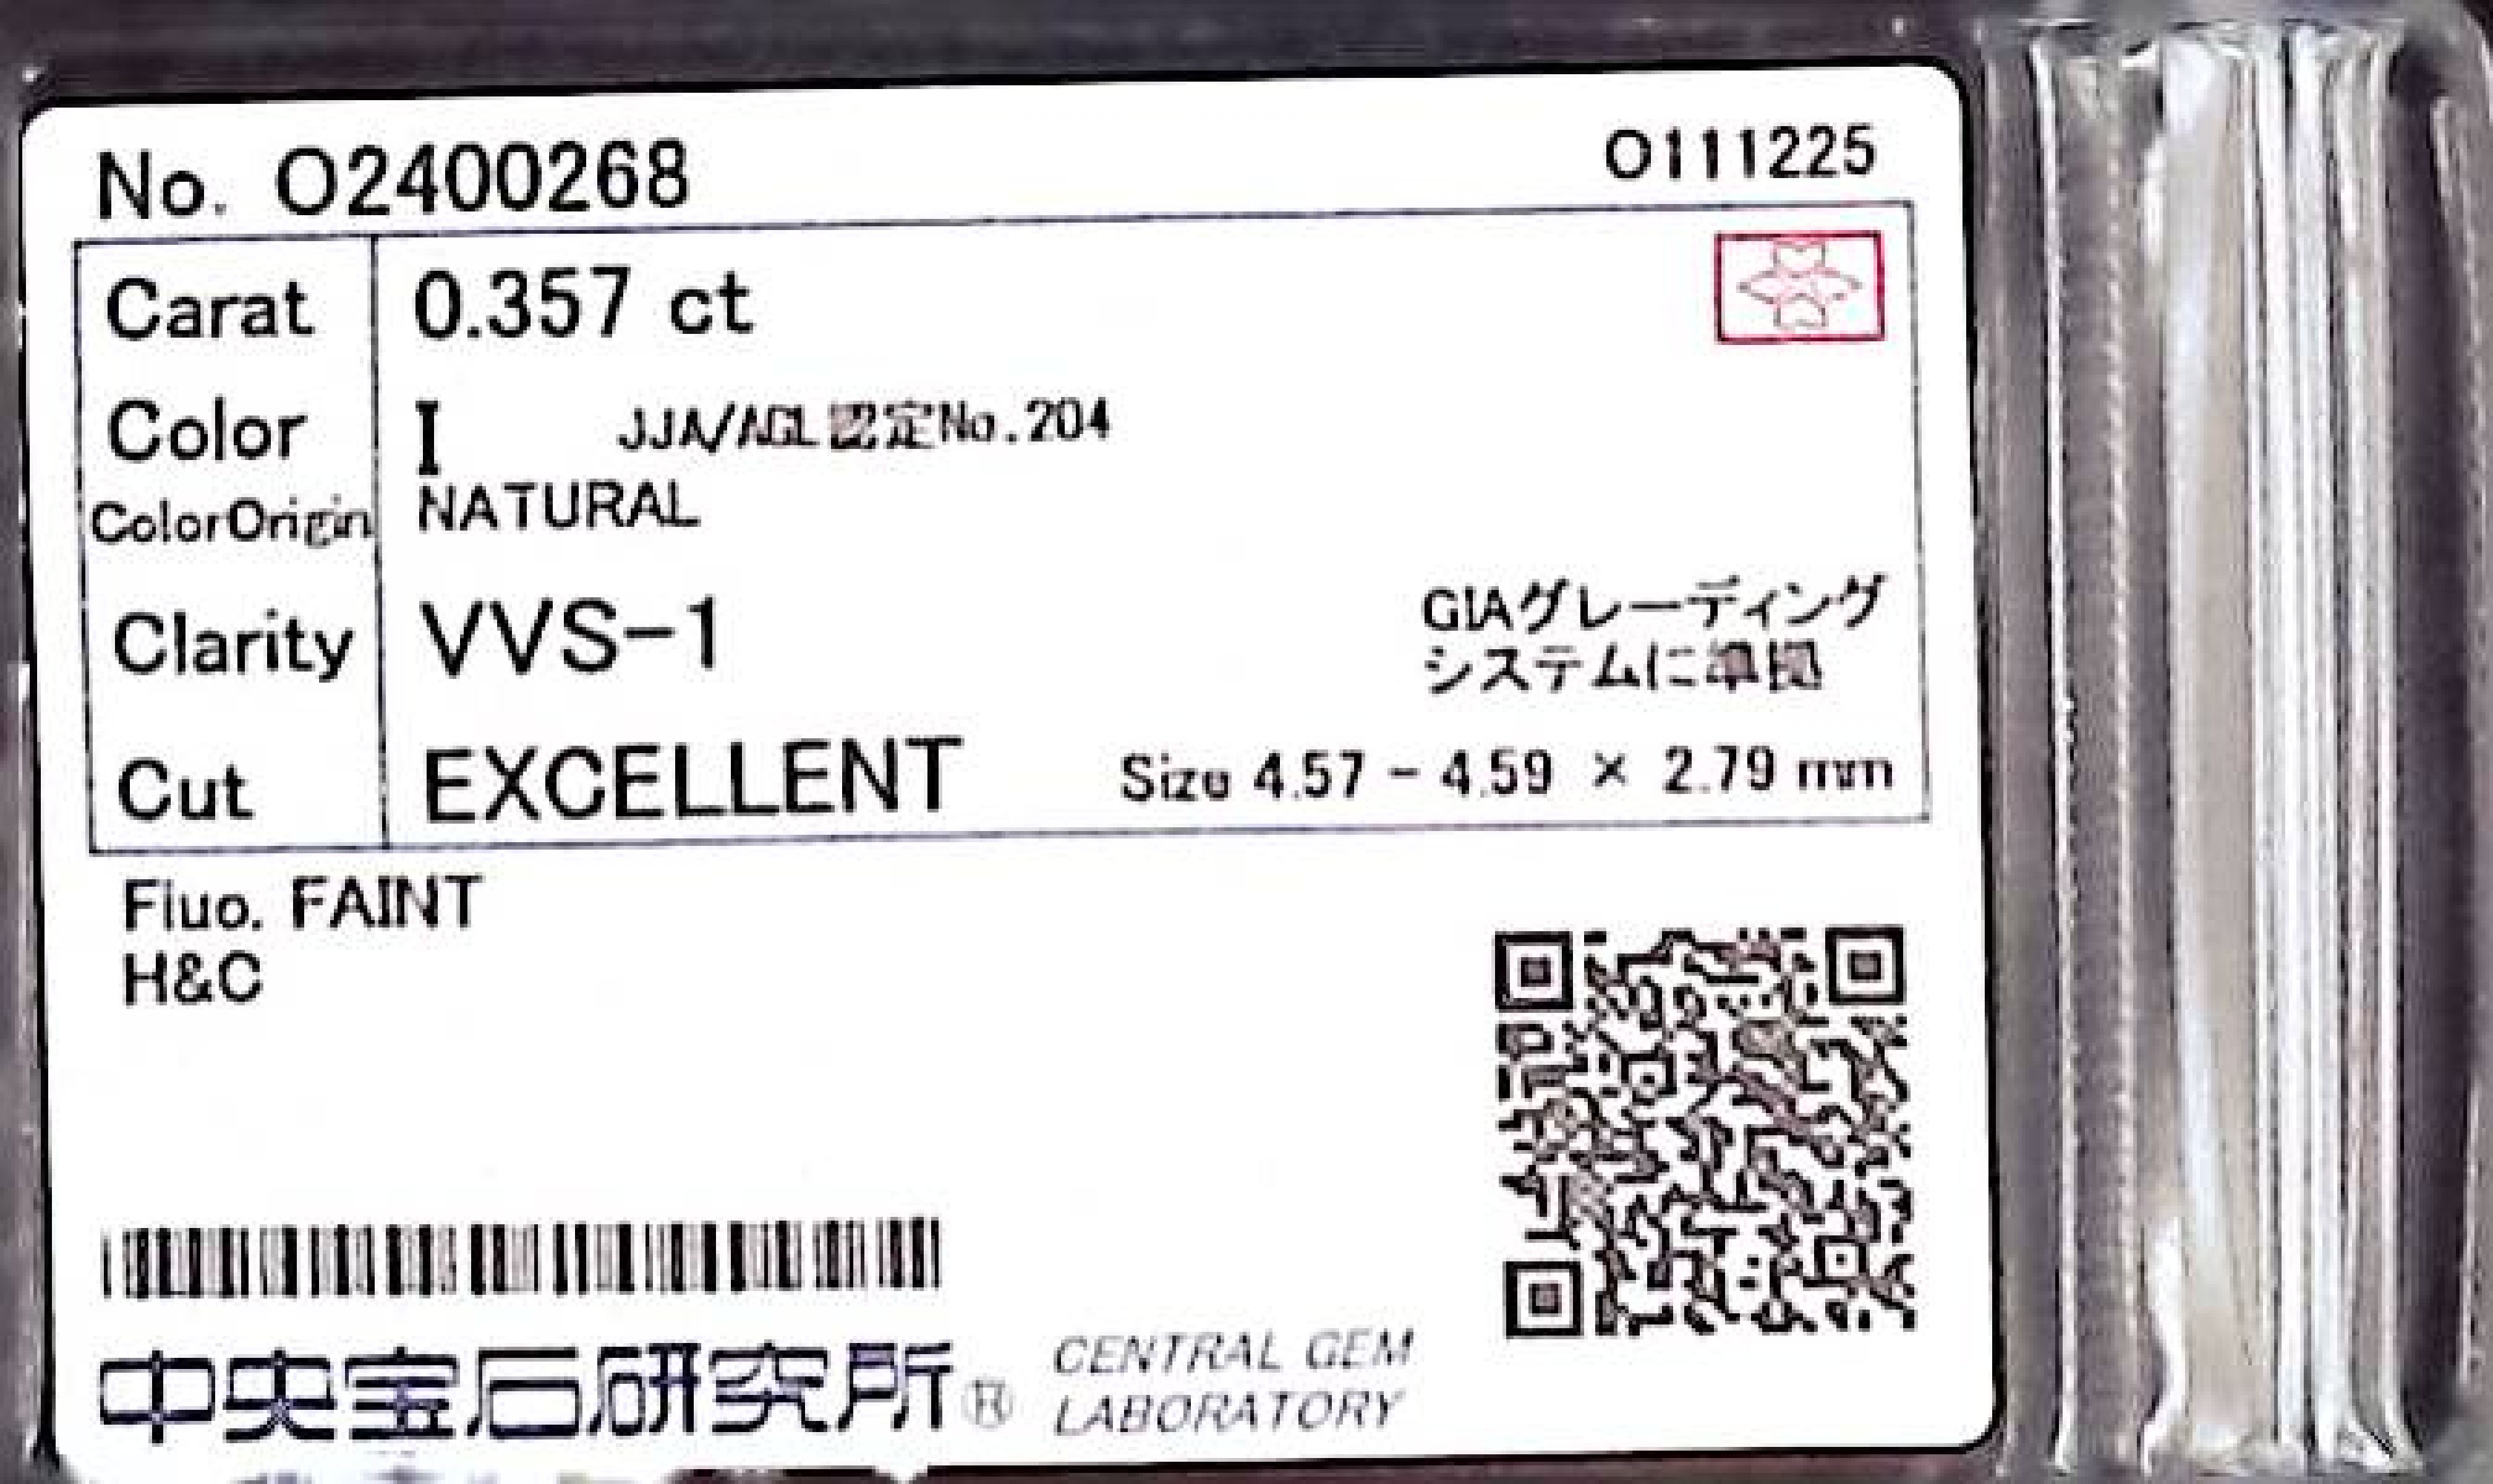 No. O2400268
O111225
Carat 0.357 ct
Color I JJA/AGL認定No.204
ColorOrigin NATURAL
Clarity VVS-1
GIAグレーディング
システムに準拠
Cut EXCELLENT Size 4.57 - 4.59 × 2.79 mm
Fluo. FAINT
H&C
中央宝石研究所® CENTRAL GEM
LABORATORY